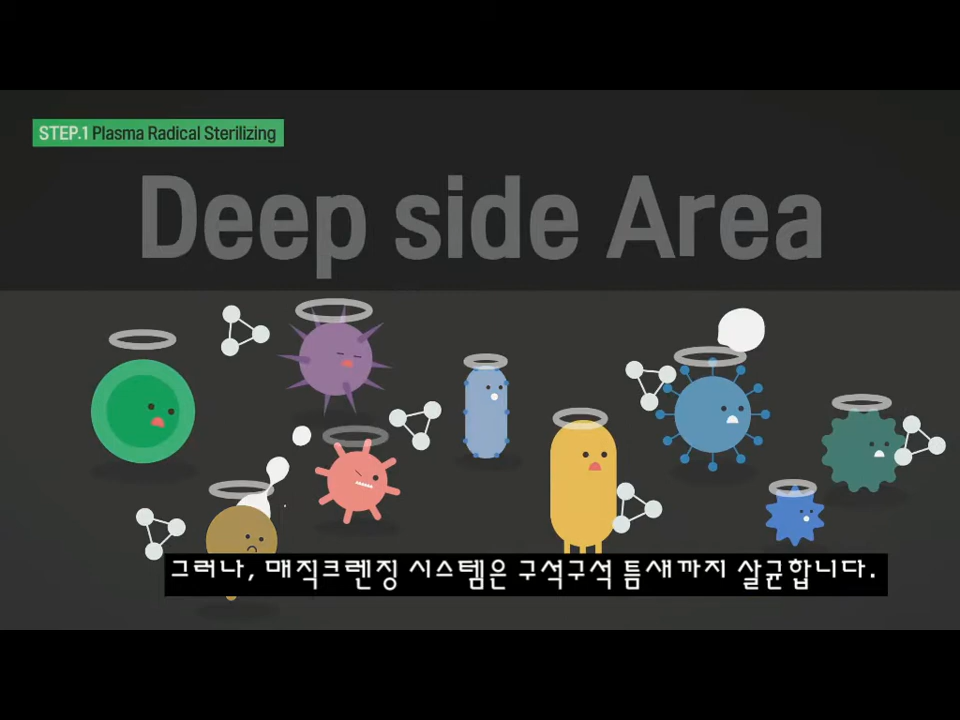 STEP.1 Plasma Radical Sterilizing
Deep side Area
그러나, 매직크렌징 시스템은 구석구석 틈새까지 살균합니다.